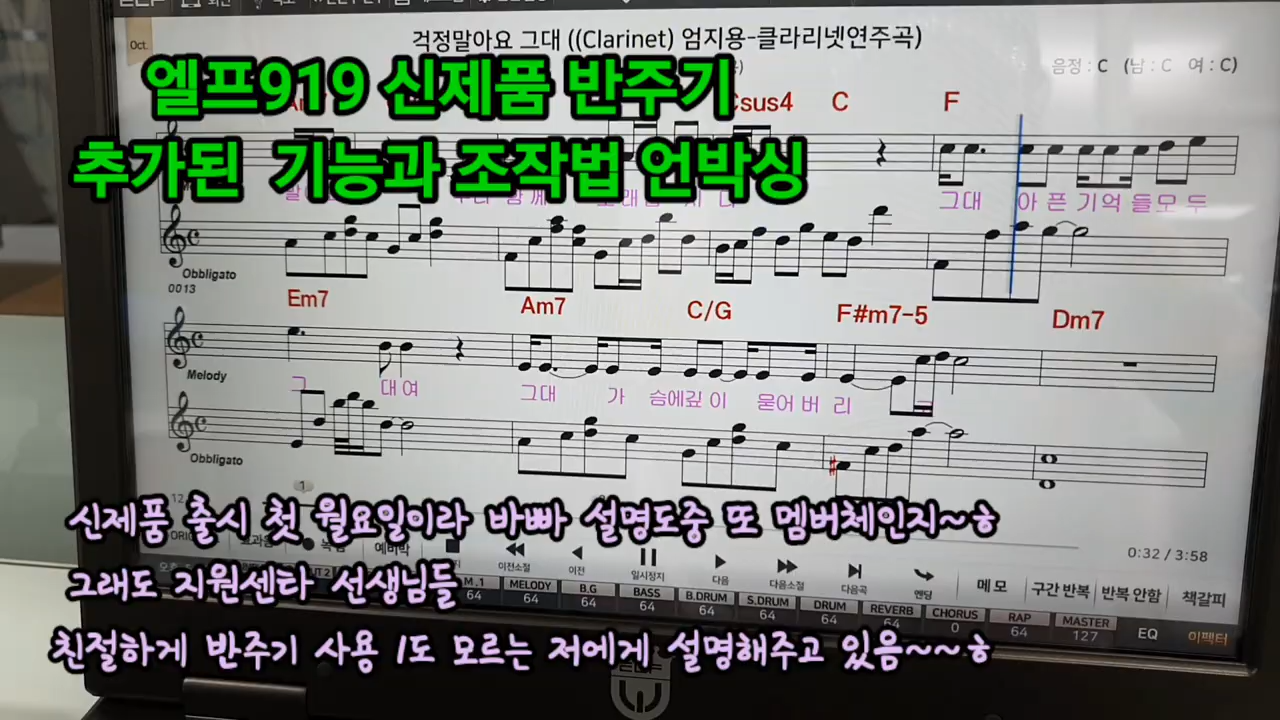 Oct.
걱정말아요 그대 ((Clarinet) 엄지용-클라리넷연주곡)
음정 : C (남 : C 여 : C)
엘프919 신제품 반주기
추가된 기능과 조작법 언박싱
Csus4 C F
그대 아 픈 기억 들모 두
Obbligato
0013
Em7 Am7 C/G F#m7-5 Dm7
Melody
그 대 여 그대 가 슴에깊 이 묻어 버 리
Obbligato
1
신제품 출시 첫 월요일이라 바빠 설명도중 또 멤버체인지~ㅎ
그래도 지원센타 선생님들
친절하게 반주기 사용 1도 모르는 저에게 설명해주고 있음~~ㅎ
0:32 / 3:58
이전소절 이전 일시정지 다음 다음소절 다음곡 엔딩 메 모 구간 반복 반복 안함 책갈피
M.1 MELODY B.G BASS B.DRUM S.DRUM DRUM REVERB CHORUS RAP MASTER EQ 이펙터
64 64 64 64 64 64 64 64 0 64 127